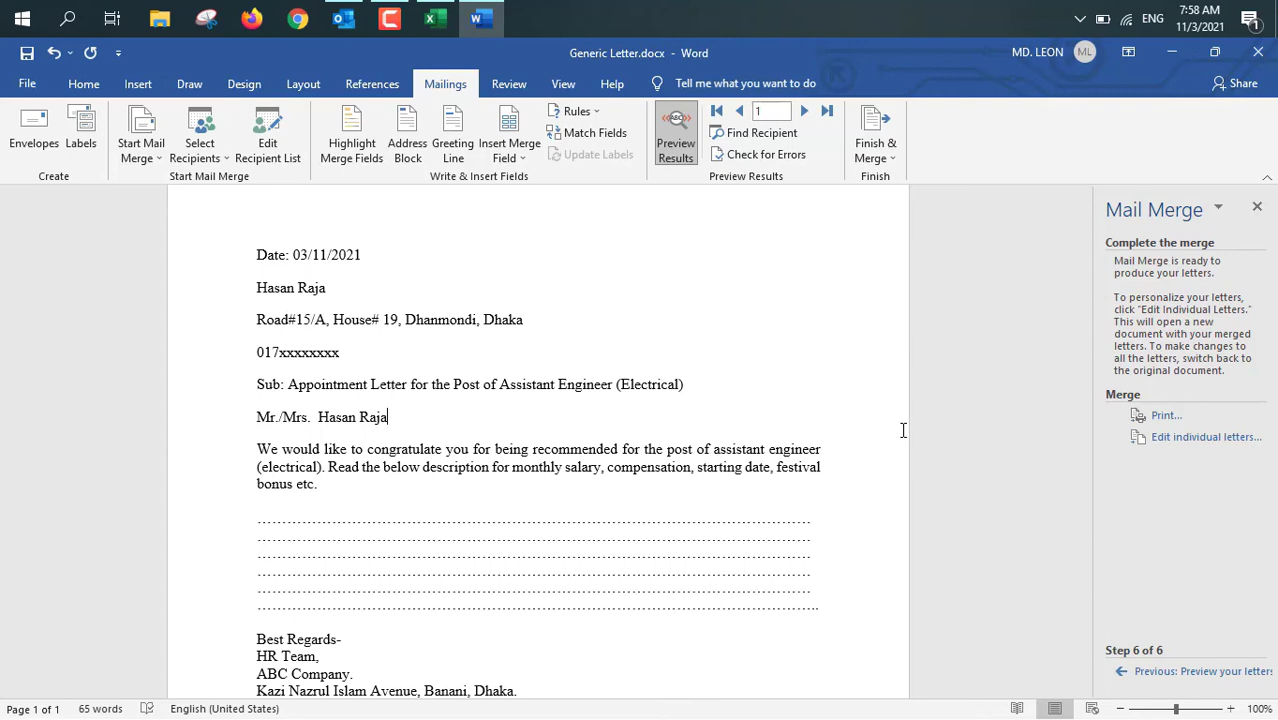 7:58 AM
ENG
11/3/2021
1
Generic Letter.docx - Word
MD. LEON
ML
File Home Insert Draw Design Layout References Mailings Review View Help Tell me what you want to do Share
Envelopes
Labels
Create
Start Mail Merge
Select Recipients
Edit Recipient List
Start Mail Merge
Highlight Merge Fields
Address Block
Greeting Line
Insert Merge Field
Rules
Match Fields
Update Labels
Write & Insert Fields
ABC
Preview Results
1
Find Recipient
Check for Errors
Preview Results
Finish & Merge
Finish
Date: 03/11/2021
Hasan Raja
Road#15/A, House# 19, Dhanmondi, Dhaka
017xxxxxxxx
Sub: Appointment Letter for the Post of Assistant Engineer (Electrical)
Mr./Mrs.  Hasan Raja
We would like to congratulate you for being recommended for the post of assistant engineer
(electrical). Read the below description for monthly salary, compensation, starting date, festival
bonus etc.
Best Regards-
HR Team,
ABC Company.
Kazi Nazrul Islam Avenue, Banani, Dhaka.
Mail Merge
Complete the merge
Mail Merge is ready to
produce your letters.
To personalize your letters,
click "Edit Individual Letters."
This will open a new
document with your merged
letters. To make changes to
all the letters, switch back to
the original document.
Merge
Print...
Edit individual letters...
Step 6 of 6
Previous: Preview your letters
Page 1 of 1
65 words
English (United States)
100%